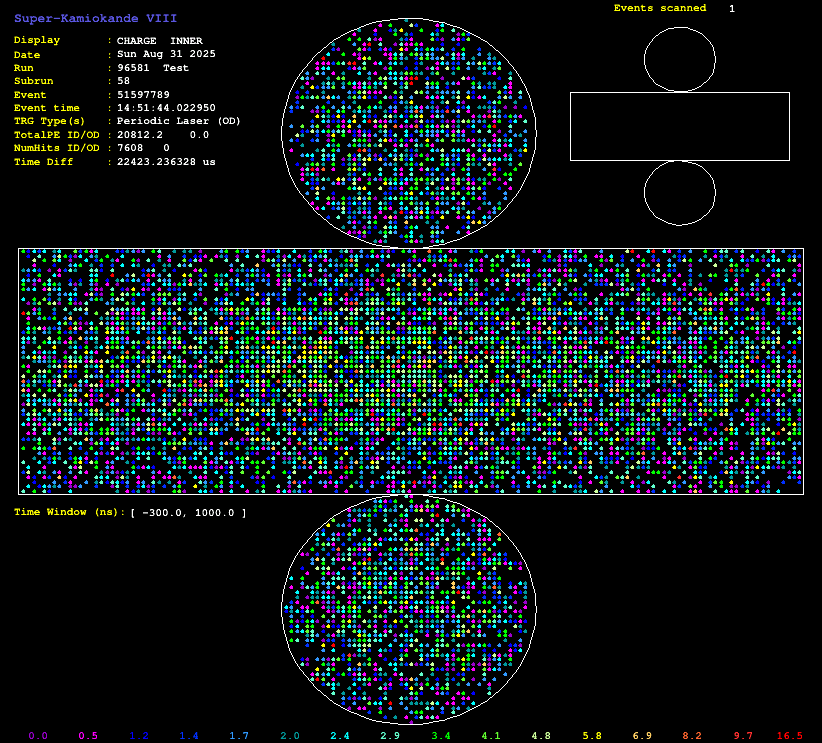 Super-Kamiokande VIII
Events scanned 1
Display : CHARGE INNER
Date : Sun Aug 31 2025
Run : 96581 Test
Subrun : 58
Event : 51597789
Event time : 14:51:44.022950
TRG Type(s) : Periodic Laser (OD)
TotalPE ID/OD : 20812.2 0.0
NumHits ID/OD : 7608 0
Time Diff : 22423.236328 us
Time Window (ns): [ -300.0, 1000.0 ]
0.0 0.5 1.2 1.4 1.7 2.0 2.4 2.9 3.4 4.1 4.8 5.8 6.9 8.2 9.7 16.5